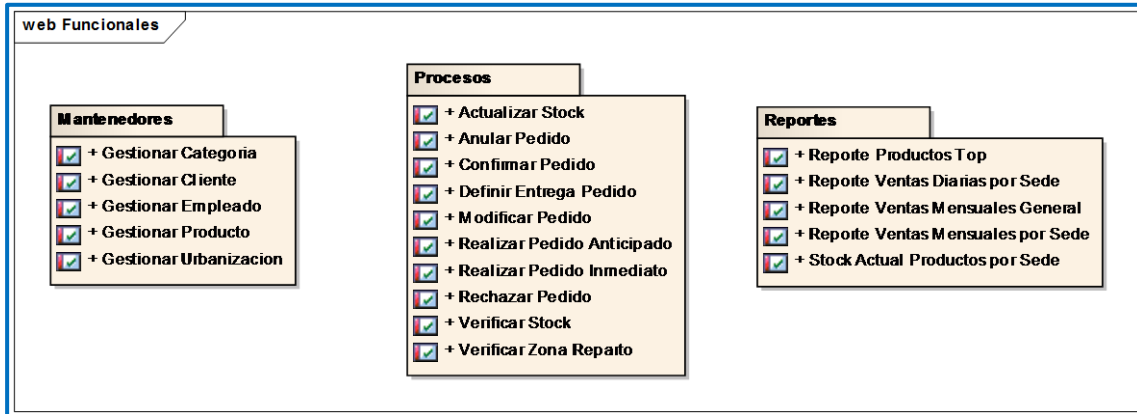 web Funcionales
Mantenedores
+ Gestionar Categoria
+ Gestionar Cliente
+ Gestionar Empleado
+ Gestionar Producto
+ Gestionar Urbanizacion
Procesos
+ Actualizar Stock
+ Anular Pedido
+ Confirmar Pedido
+ Definir Entrega Pedido
+ Modificar Pedido
+ Realizar Pedido Anticipado
+ Realizar Pedido Inmediato
+ Rechazar Pedido
+ Verificar Stock
+ Verificar Zona Reparto
Reportes
+ Reporte Productos Top
+ Reporte Ventas Diarias por Sede
+ Reporte Ventas Mensuales General
+ Reporte Ventas Mensuales por Sede
+ Stock Actual Productos por Sede